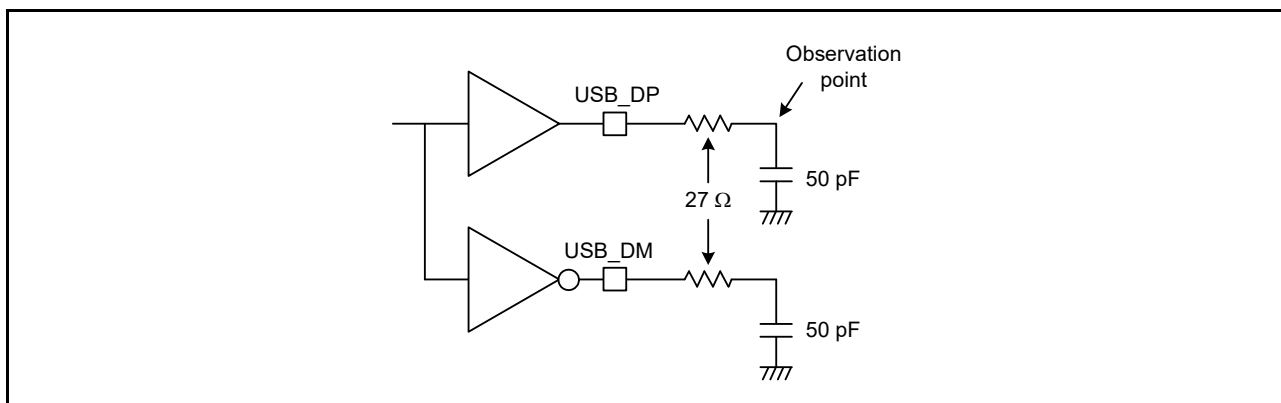 Observation
point
USB_DP
50 pF
27 Ω
USB_DM
50 pF